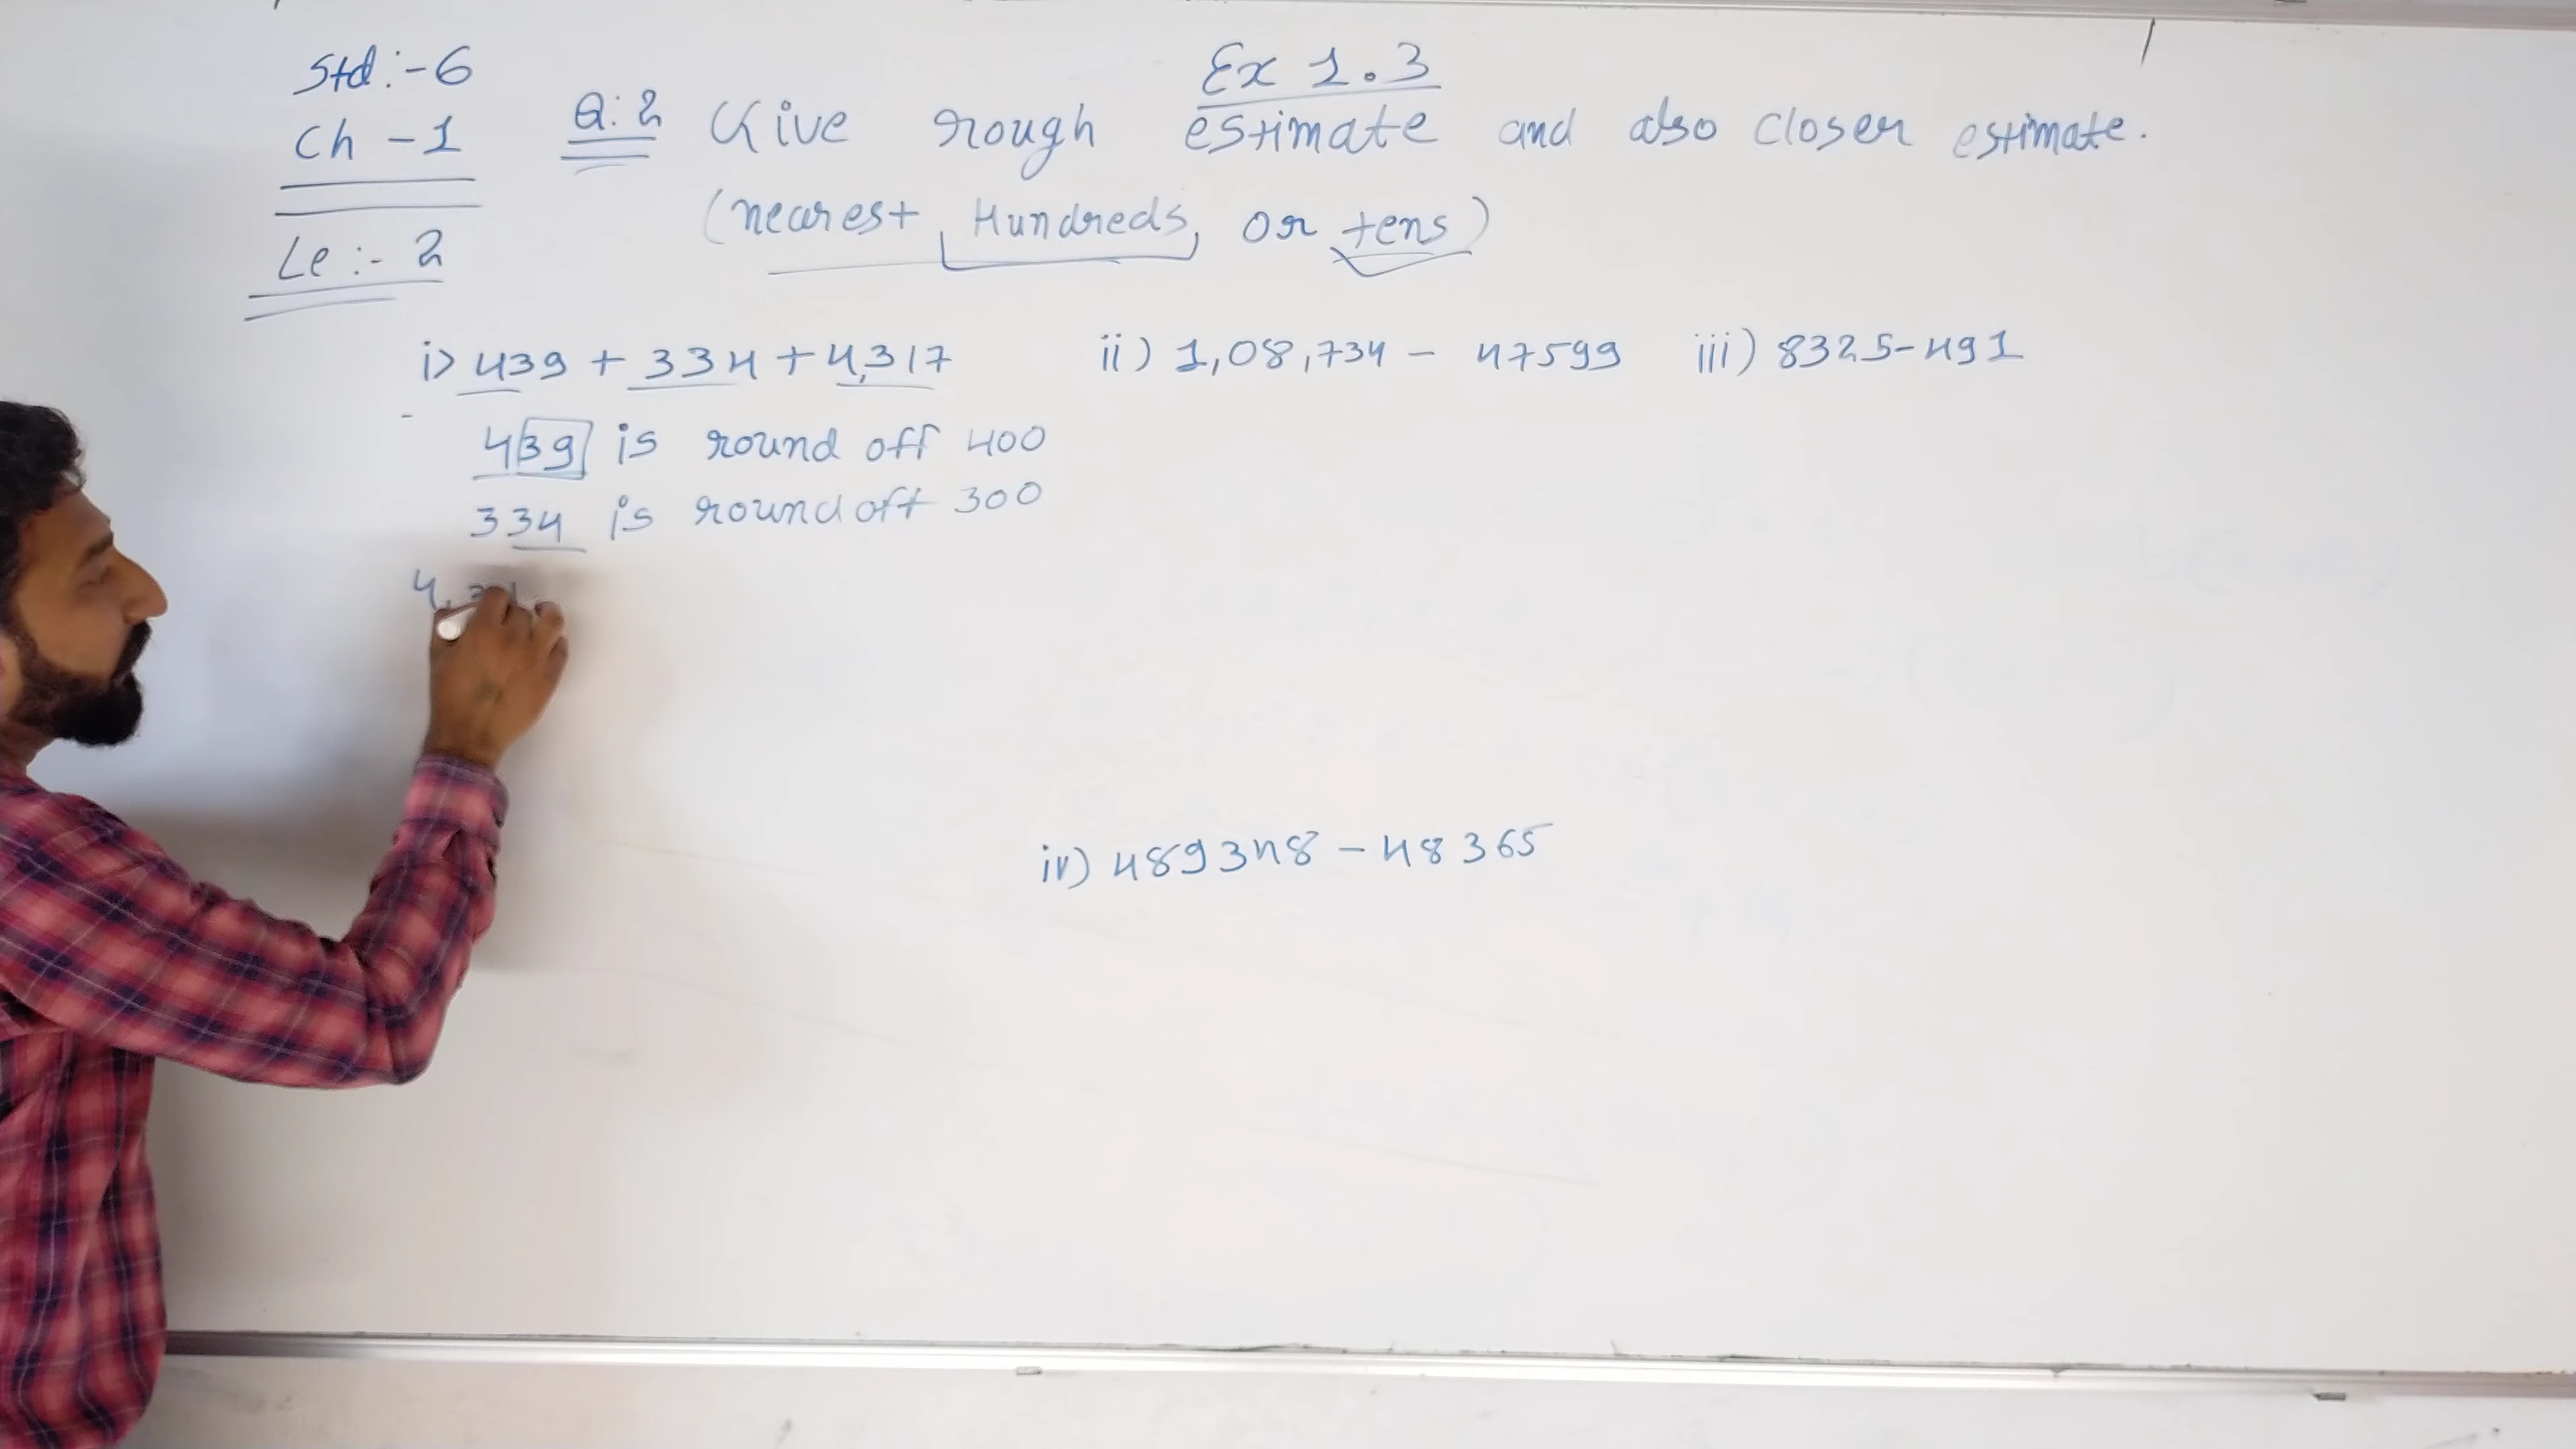 Std :- 6
Ch - 1
Le :- 2
Ex 1.3
Q: 2 Give rough estimate and also closer estimate.
(nearest Hundreds, or tens)
i) 439 + 334 + 4,317
ii) 1,08,734 - 47599
iii) 8325-491
439 is round off 400
334 is round off 300
4,31
iv) 489348 - 48365